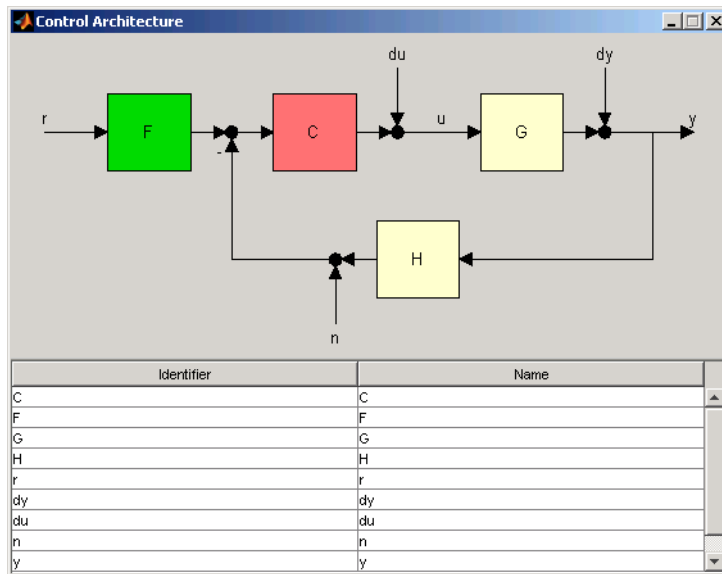 Control Architecture
du
dy
r
F
C
u
G
y
-
H
n
Identifier Name
C C
F F
G G
H H
r r
dy dy
du du
n n
y y